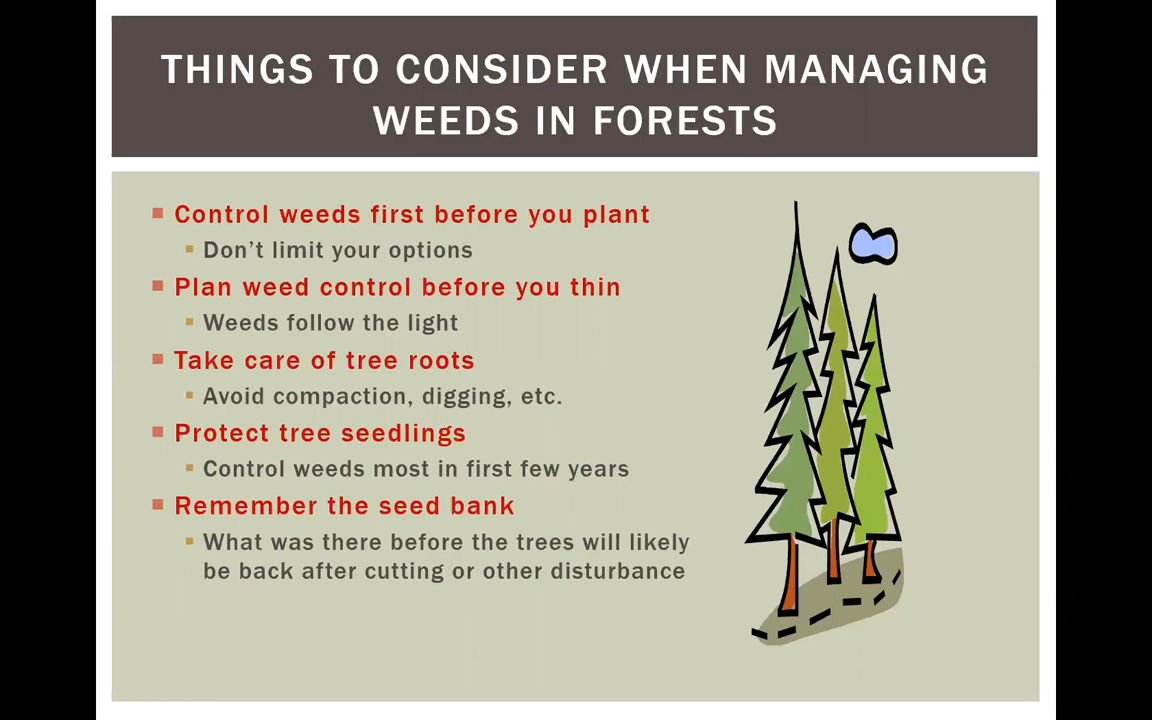 THINGS TO CONSIDER WHEN MANAGING
WEEDS IN FORESTS
Control weeds first before you plant
Don't limit your options
Plan weed control before you thin
Weeds follow the light
Take care of tree roots
Avoid compaction, digging, etc.
Protect tree seedlings
Control weeds most in first few years
Remember the seed bank
What was there before the trees will likely
be back after cutting or other disturbance